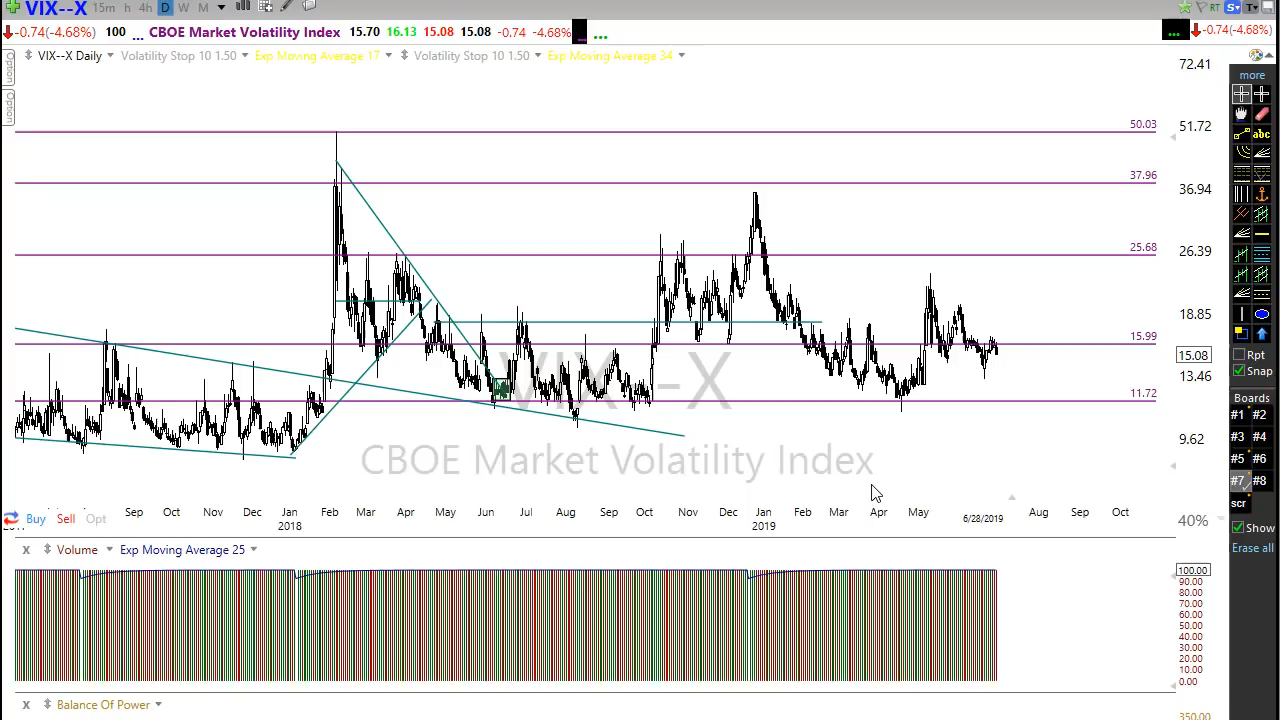 VIX--X 15m h 4h D W M RT S T
-0.74(-4.68%) 100 ... CBOE Market Volatility Index 15.70 16.13 15.08 15.08 -0.74 -4.68% ... ... -0.74(-4.68%)
VIX--X Daily Volatility Stop 10 1.50 Exp Moving Average 17 Volatility Stop 10 1.50 Exp Moving Average 34
Option
Option
72.41
51.72
36.94
26.39
18.85
15.08
13.46
9.62
50.03
37.96
25.68
15.99
11.72
VIX--X
CBOE Market Volatility Index
more
abc
Rpt
Snap
Boards
#1 #2
#3 #4
#5 #6
#7 #8
scr
Show
Erase all
Buy Sell Opt
Sep Oct Nov Dec Jan Feb Mar Apr May Jun Jul Aug Sep Oct Nov Dec Jan Feb Mar Apr May 6/28/2019 Aug Sep Oct
2018 2019
40%
X Volume Exp Moving Average 25
100.00
90.00
80.00
70.00
60.00
50.00
40.00
30.00
20.00
10.00
0.00
X Balance Of Power
350.00